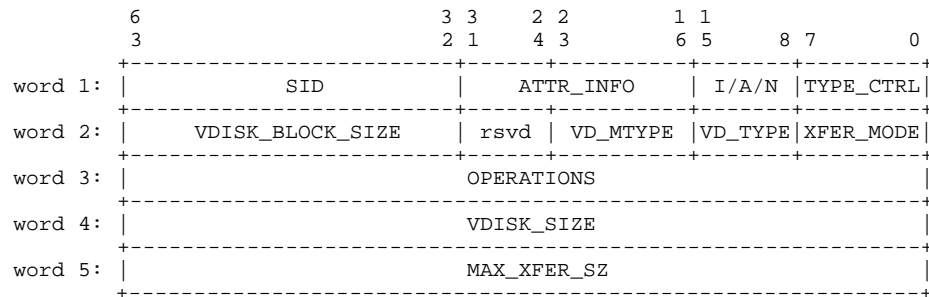 6 3 3 2 2 1 1
3 2 1 4 3 6 5 8 7 0
word 1: | SID | ATTR_INFO | I/A/N |TYPE_CTRL|
word 2: | VDISK_BLOCK_SIZE | rsvd | VD_MTYPE |VD_TYPE|XFER_MODE|
word 3: | OPERATIONS |
word 4: | VDISK_SIZE |
word 5: | MAX_XFER_SZ |